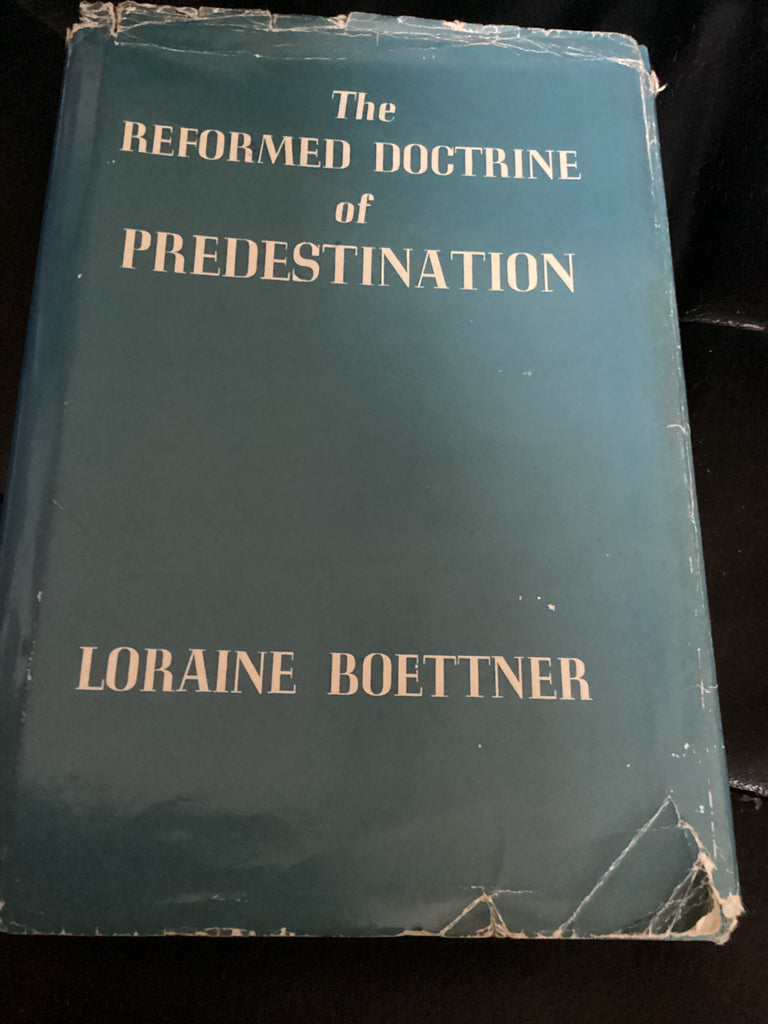 The
REFORMED DOCTRINE
of
PREDESTINATION
LORAINE BOETTNER